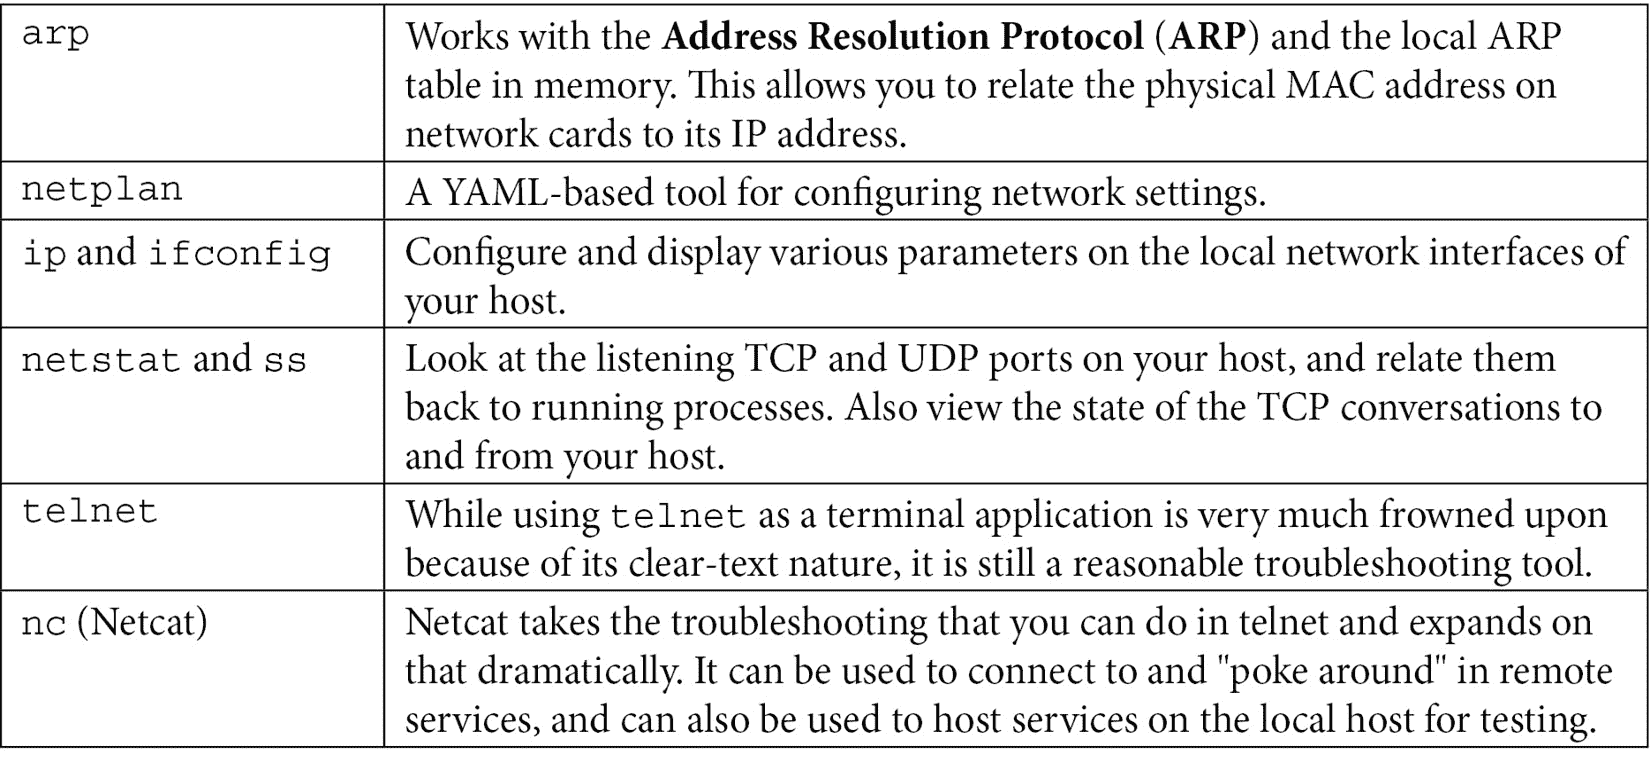 arp
Works with the Address Resolution Protocol (ARP) and the local ARP
table in memory. This allows you to relate the physical MAC address on
network cards to its IP address.
netplan
A YAML-based tool for configuring network settings.
ip and ifconfig
Configure and display various parameters on the local network interfaces of
your host.
netstat and ss
Look at the listening TCP and UDP ports on your host, and relate them
back to running processes. Also view the state of the TCP conversations to
and from your host.
telnet
While using telnet as a terminal application is very much frowned upon
because of its clear-text nature, it is still a reasonable troubleshooting tool.
nc (Netcat)
Netcat takes the troubleshooting that you can do in telnet and expands on
that dramatically. It can be used to connect to and "poke around" in remote
services, and can also be used to host services on the local host for testing.